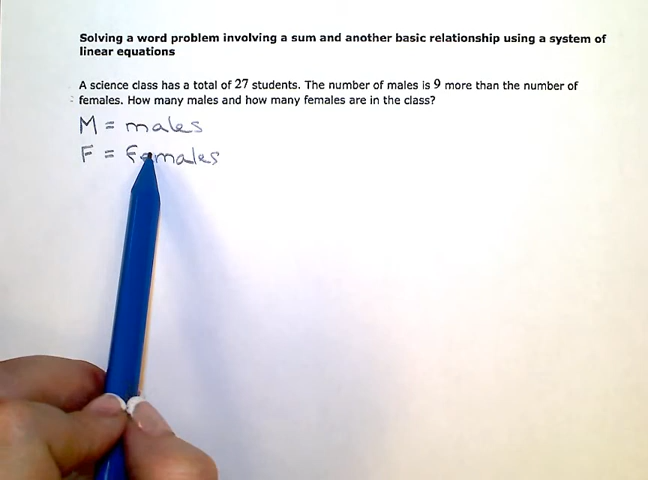 Solving a word problem involving a sum and another basic relationship using a system of
linear equations
A science class has a total of 27 students. The number of males is 9 more than the number of
females. How many males and how many females are in the class?
M = males
F = females